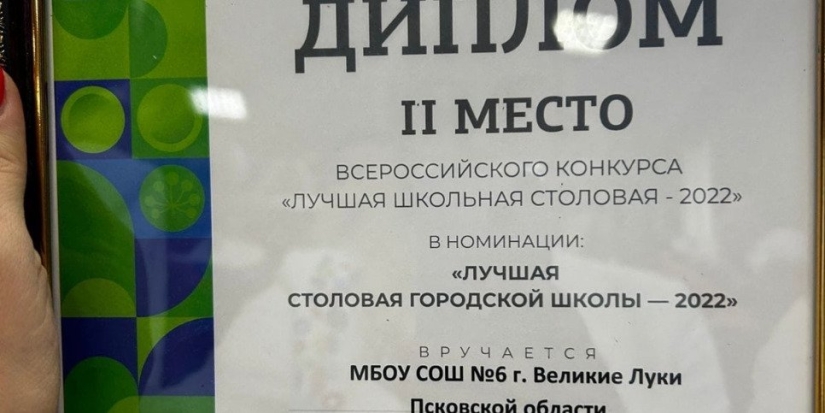 ДИПЛОМ
II МЕСТО
ВСЕРОССИЙСКОГО КОНКУРСА
«ЛУЧШАЯ ШКОЛЬНАЯ СТОЛОВАЯ - 2022»
В НОМИНАЦИИ:
«ЛУЧШАЯ
СТОЛОВАЯ ГОРОДСКОЙ ШКОЛЫ — 2022»
ВРУЧАЕТСЯ
МБОУ СОШ №6 г. Великие Луки
Псковской области